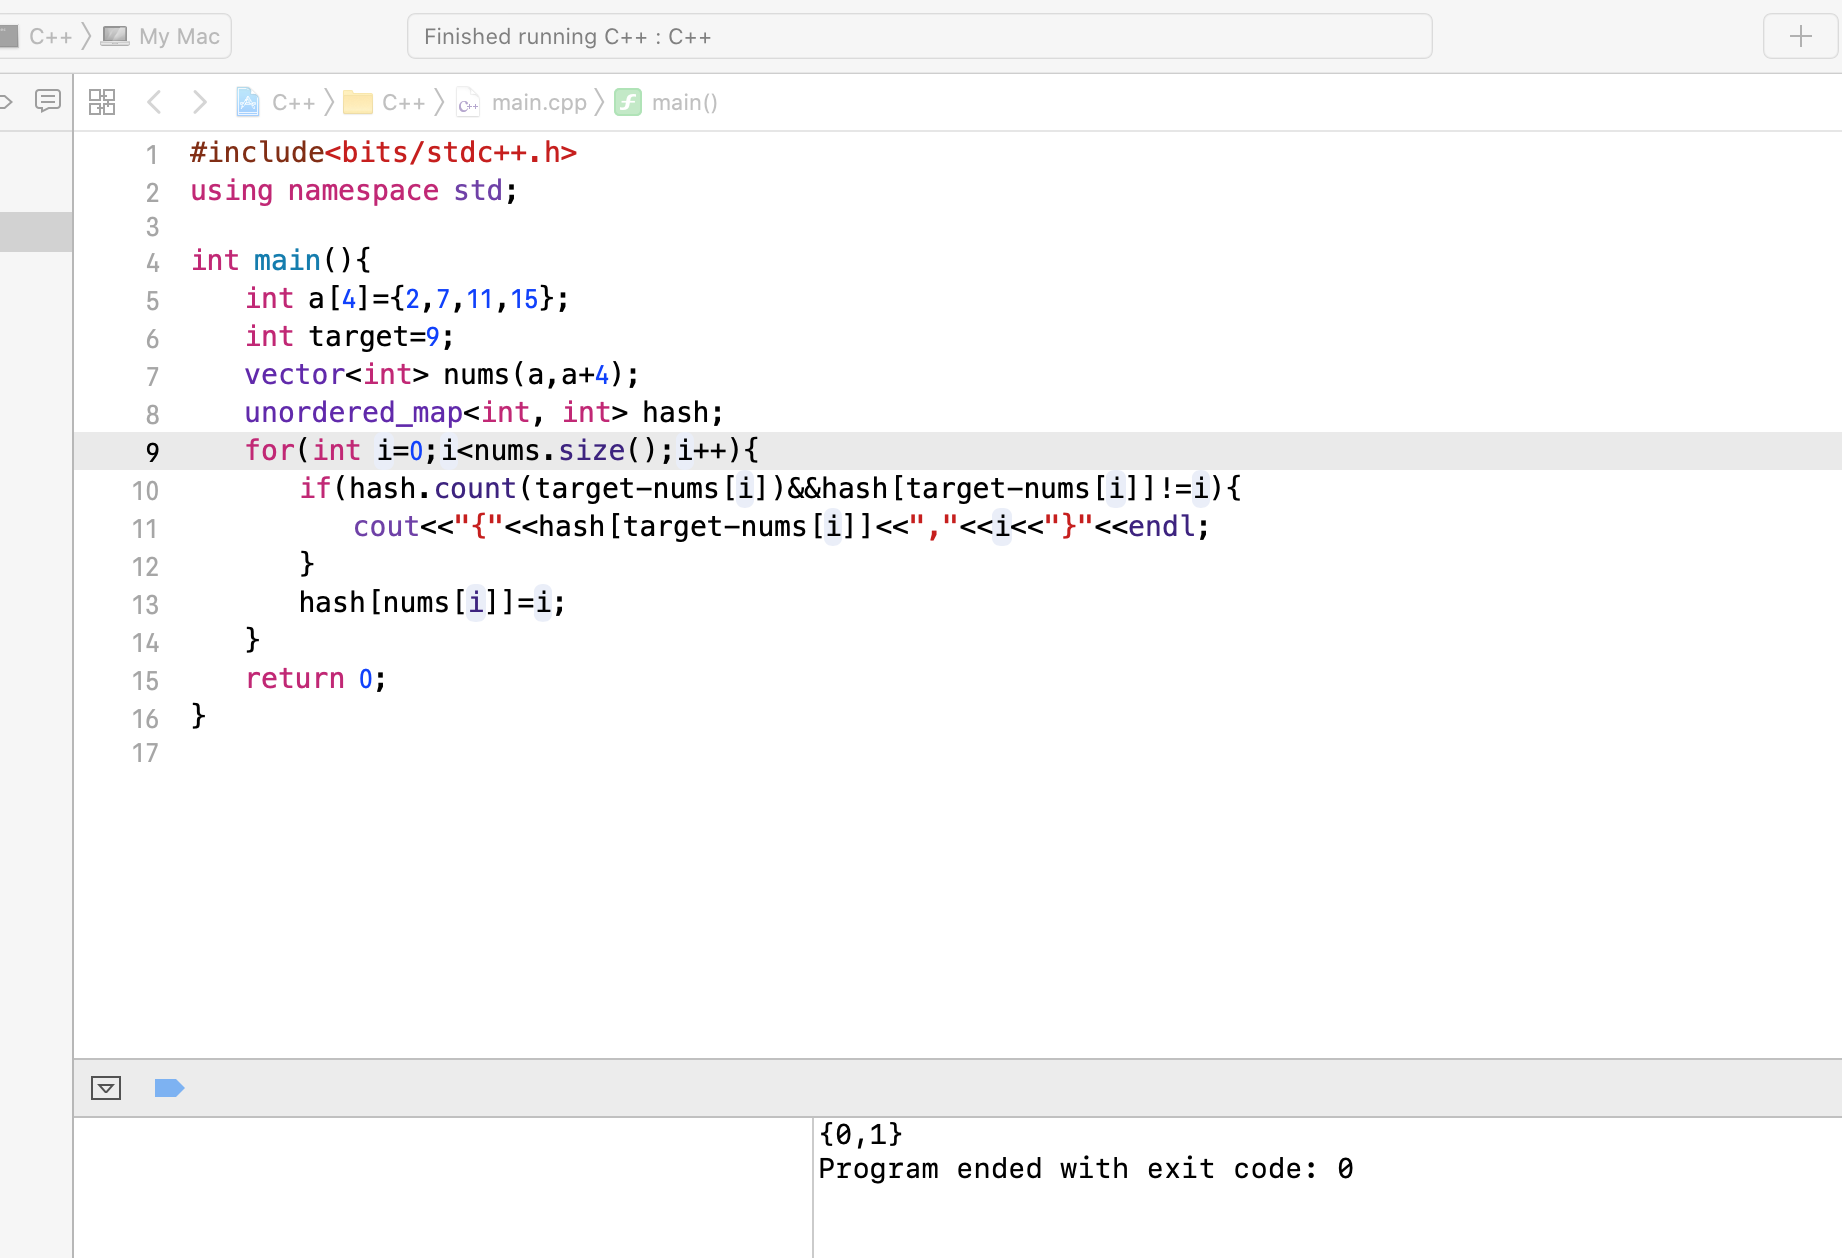 C++ My Mac
Finished running C++ : C++
C++ C++ main.cpp main()
1 #include<bits/stdc++.h>
2 using namespace std;
3
4 int main(){
5 int a[4]={2,7,11,15};
6 int target=9;
7 vector<int> nums(a,a+4);
8 unordered_map<int, int> hash;
9 for(int i=0;i<nums.size();i++){
10 if(hash.count(target-nums[i])&&hash[target-nums[i]]!=i){
11 cout<<"{"<<hash[target-nums[i]]<<","<<i<<"}"<<endl;
12 }
13 hash[nums[i]]=i;
14 }
15 return 0;
16 }
17
{0,1}
Program ended with exit code: 0